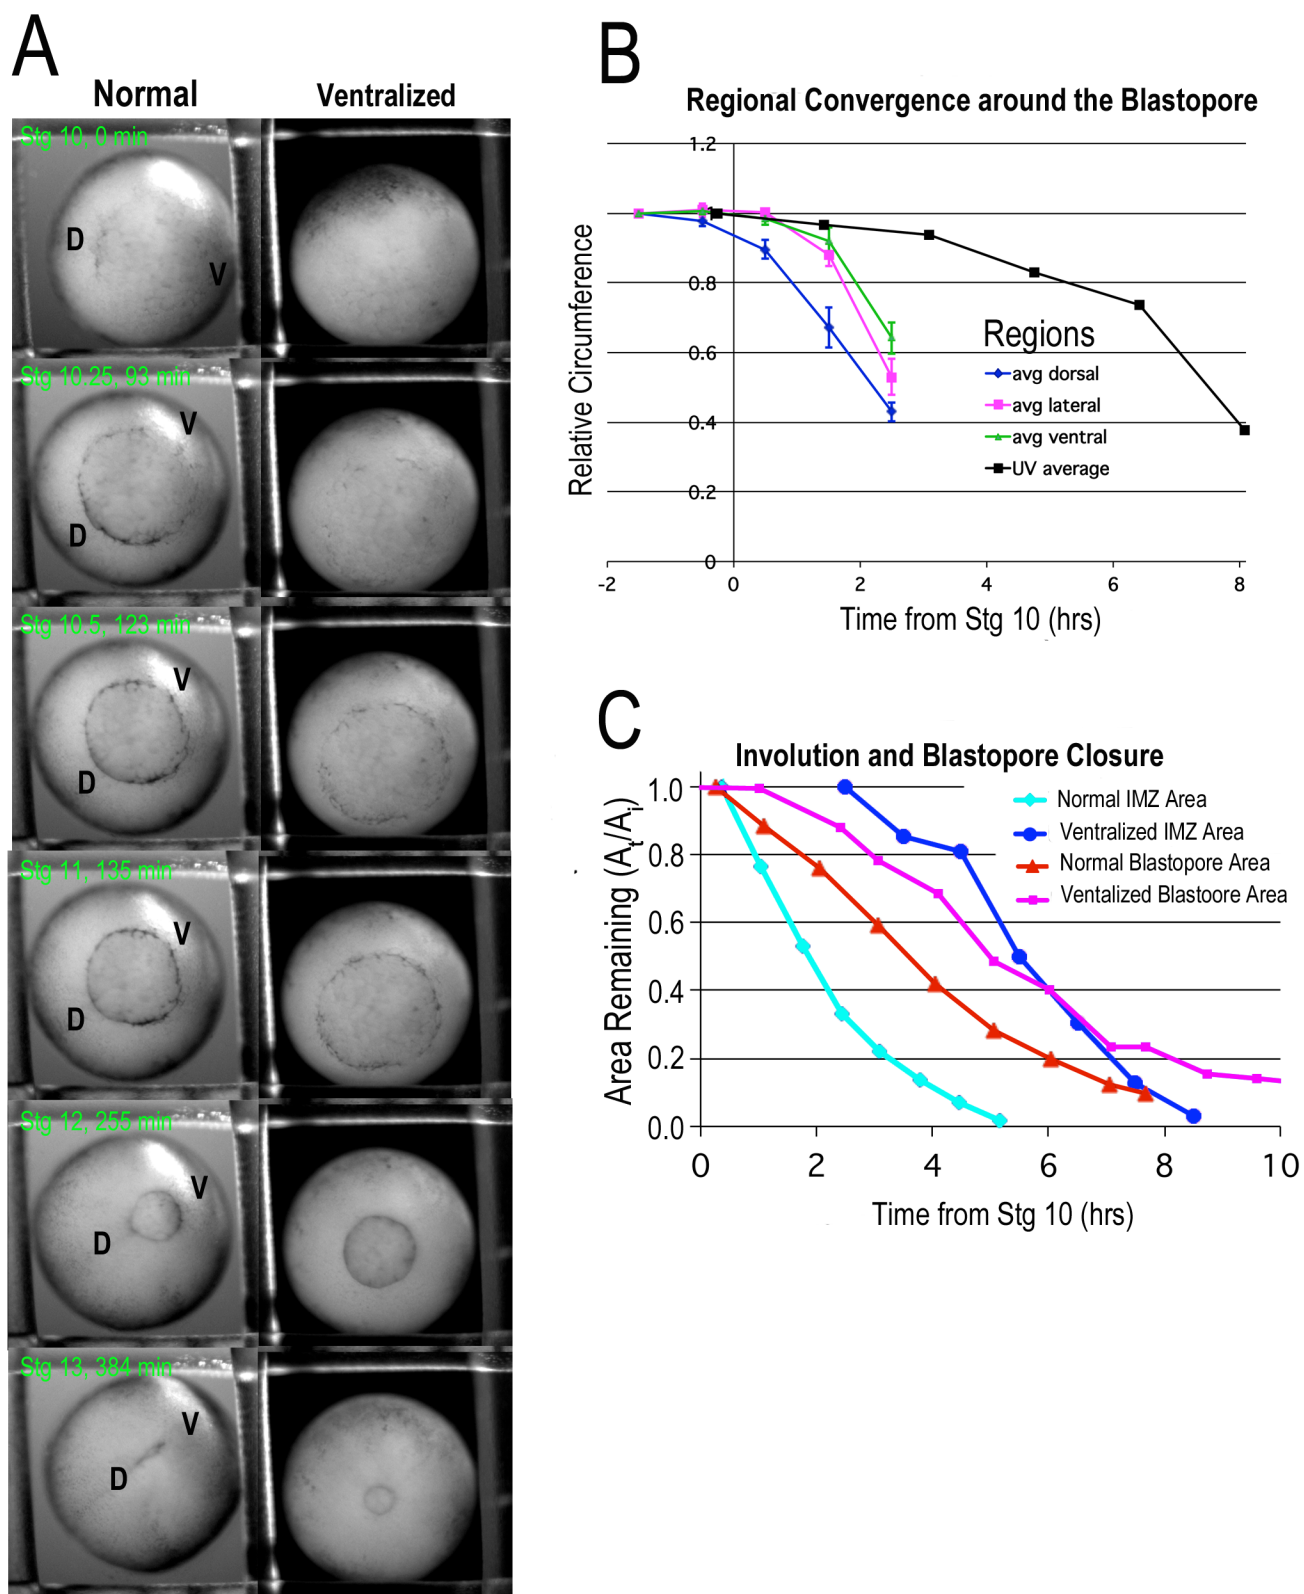 A
Normal
Ventralized
Stg 10, 0 min
D
V
Stg 10.25, 93 min
V
D
Stg 10.5, 123 min
V
D
Stg 11, 135 min
V
D
Stg 12, 255 min
V
D
Stg 13, 384 min
V
D
B
Regional Convergence around the Blastopore
Relative Circumference
1.2
1
0.8
0.6
0.4
0.2
0
-2
0
2
4
6
8
Time from Stg 10 (hrs)
Regions
avg dorsal
avg lateral
avg ventral
UV average
C
Involution and Blastopore Closure
Area Remaining (At/Ai)
1.0
0.8
0.6
0.4
0.2
0.0
0
2
4
6
8
10
Time from Stg 10 (hrs)
Normal IMZ Area
Ventralized IMZ Area
Normal Blastopore Area
Ventalized Blastoore Area